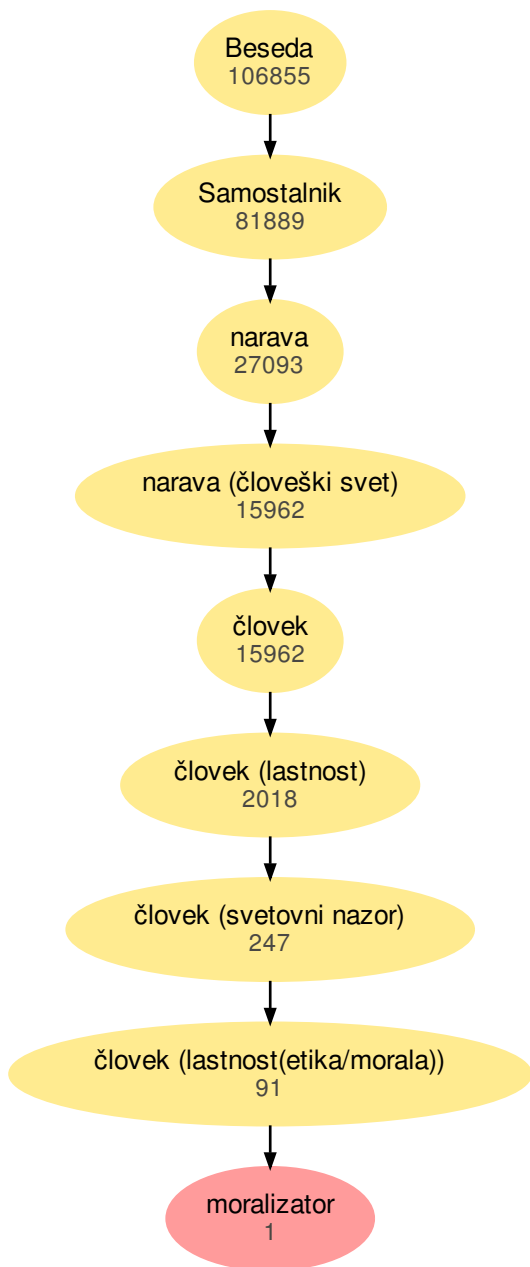 Beseda
106855
Samostalnik
81889
narava
27093
narava (človeški svet)
15962
človek
15962
človek (lastnost)
2018
človek (svetovni nazor)
247
človek (lastnost(etika/morala))
91
moralizator
1